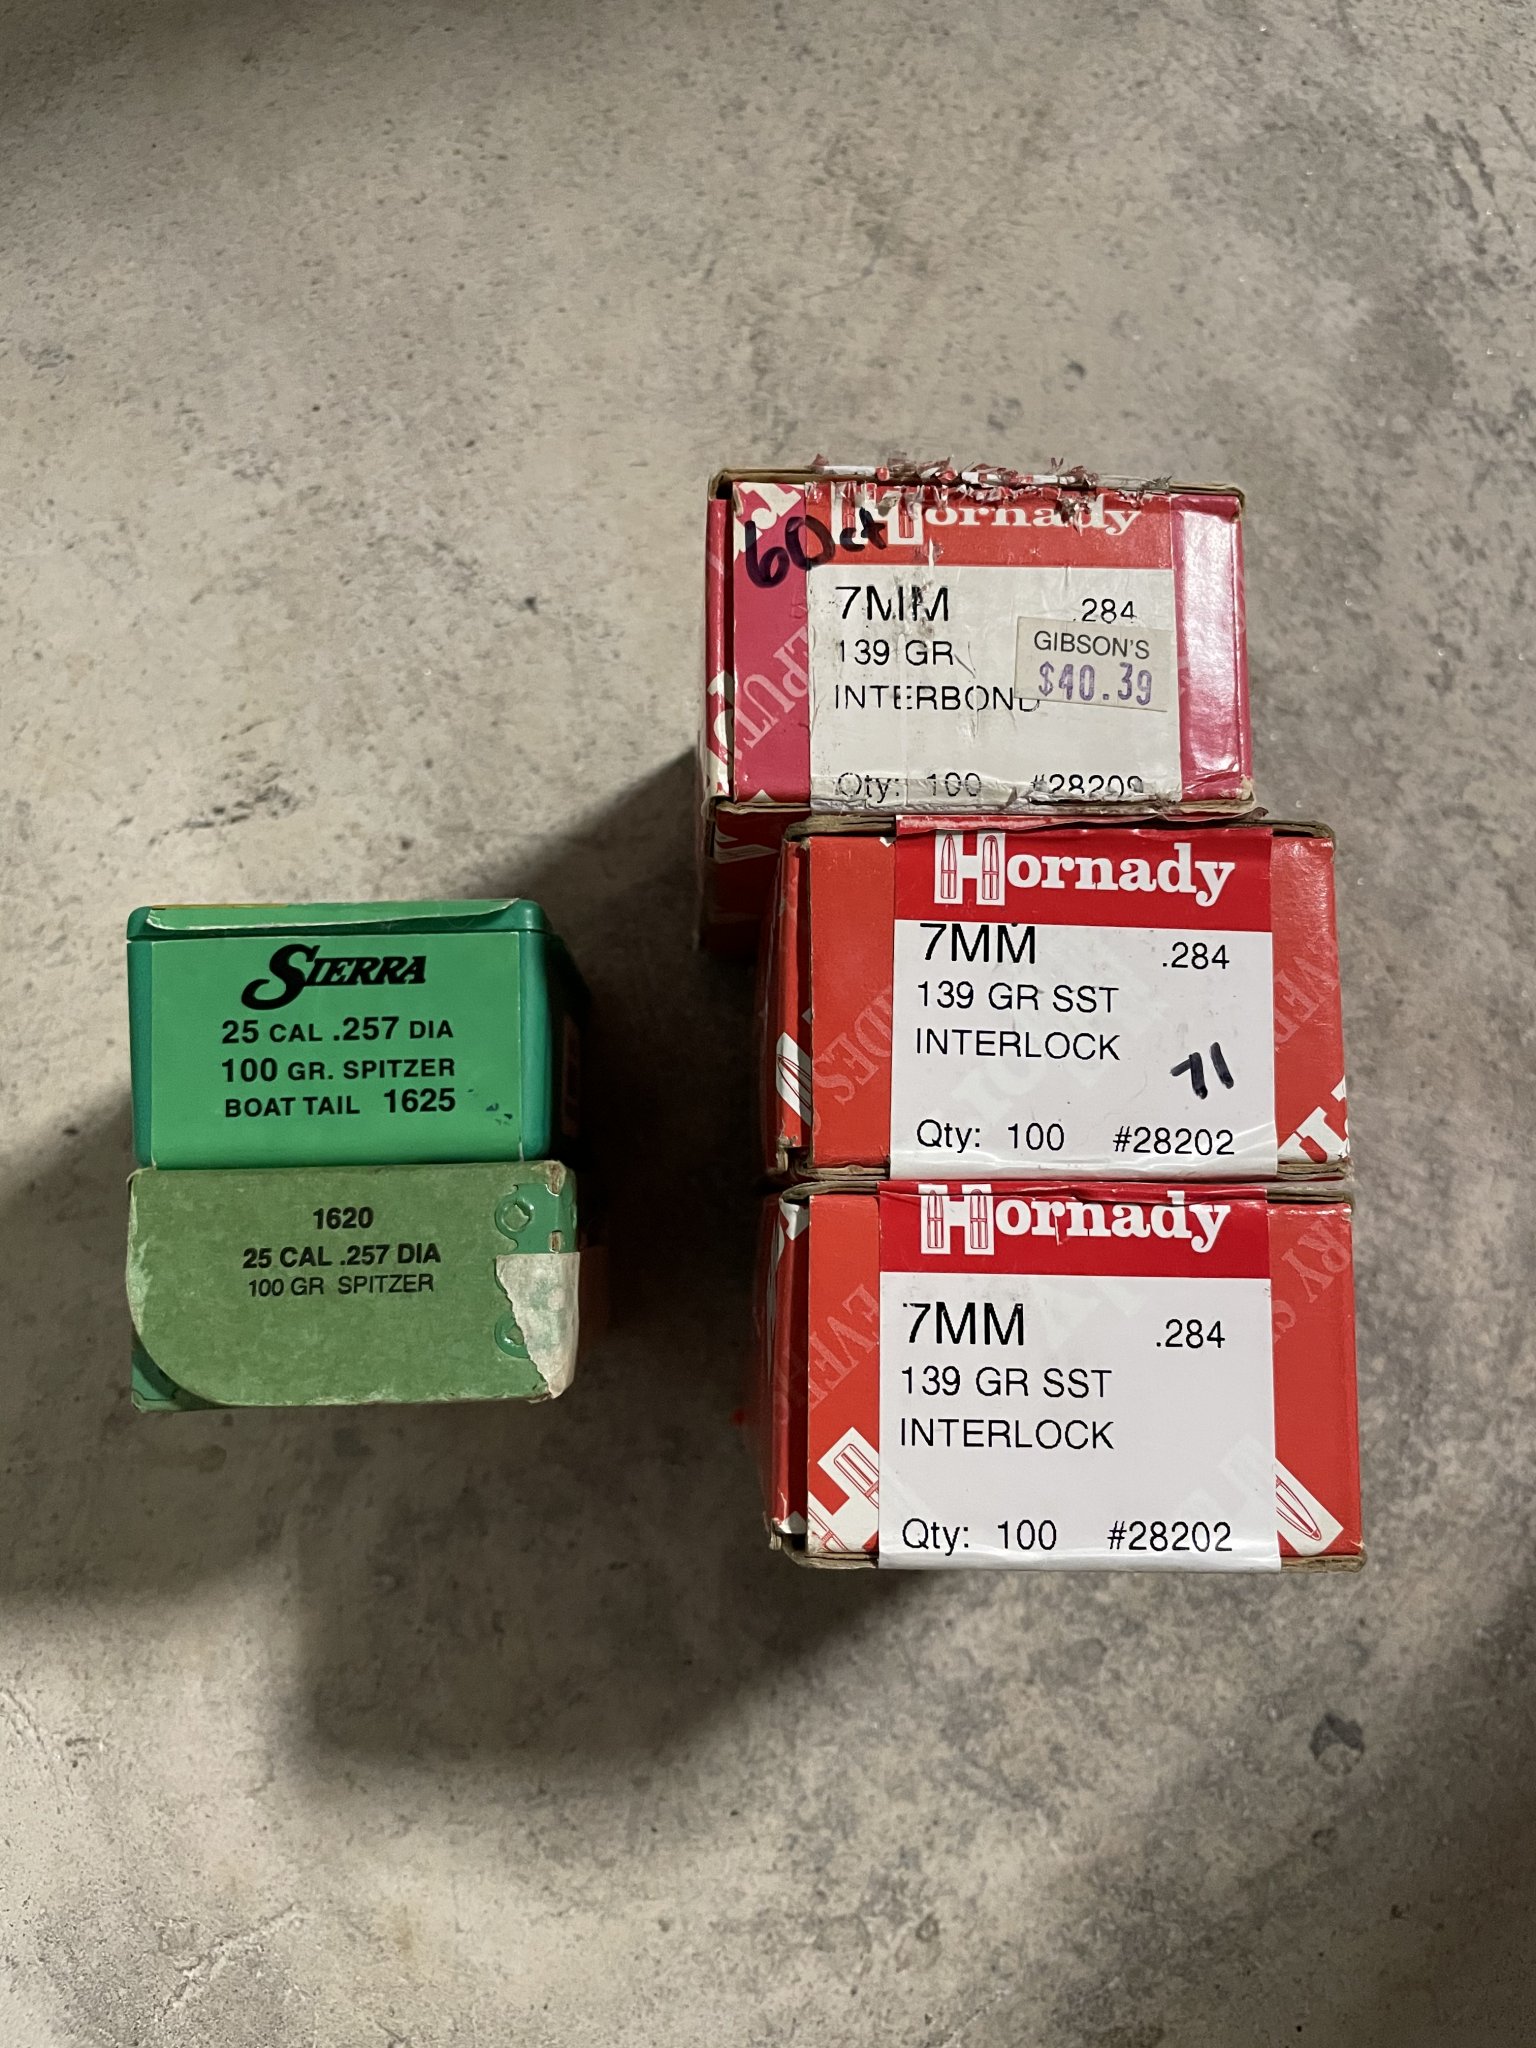 SIERRA
25 CAL .257 DIA
100 GR. SPITZER
BOAT TAIL 1625
1620
25 CAL .257 DIA
100 GR SPITZER
60ct
Hornady
7MM .284
139 GR
INTERBOND
GIBSON'S
$40.39
Qty: 100 #28209
Hornady
7MM .284
139 GR SST
INTERLOCK
71
Qty: 100 #28202
Hornady
7MM .284
139 GR SST
INTERLOCK
Qty: 100 #28202